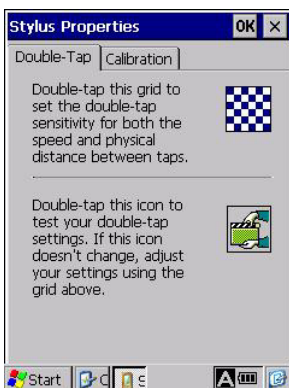 Stylus Properties OK ×
Double-Tap Calibration
Double-tap this grid to
set the double-tap
sensitivity for both the
speed and physical
distance between taps.
Double-tap this icon to
test your double-tap
settings. If this icon
doesn't change, adjust
your settings using the
grid above.
Start C S A